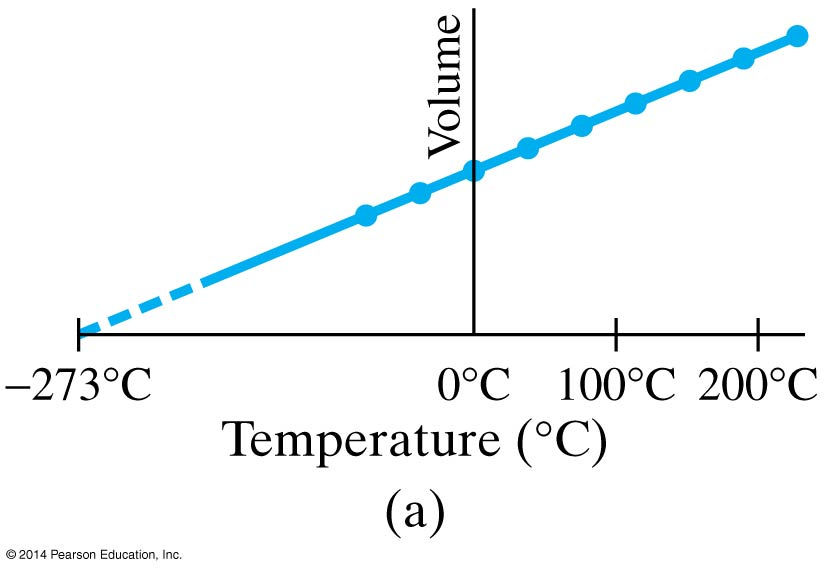 Volume
−273°C 0°C 100°C 200°C
Temperature (°C)
(a)
© 2014 Pearson Education, Inc.